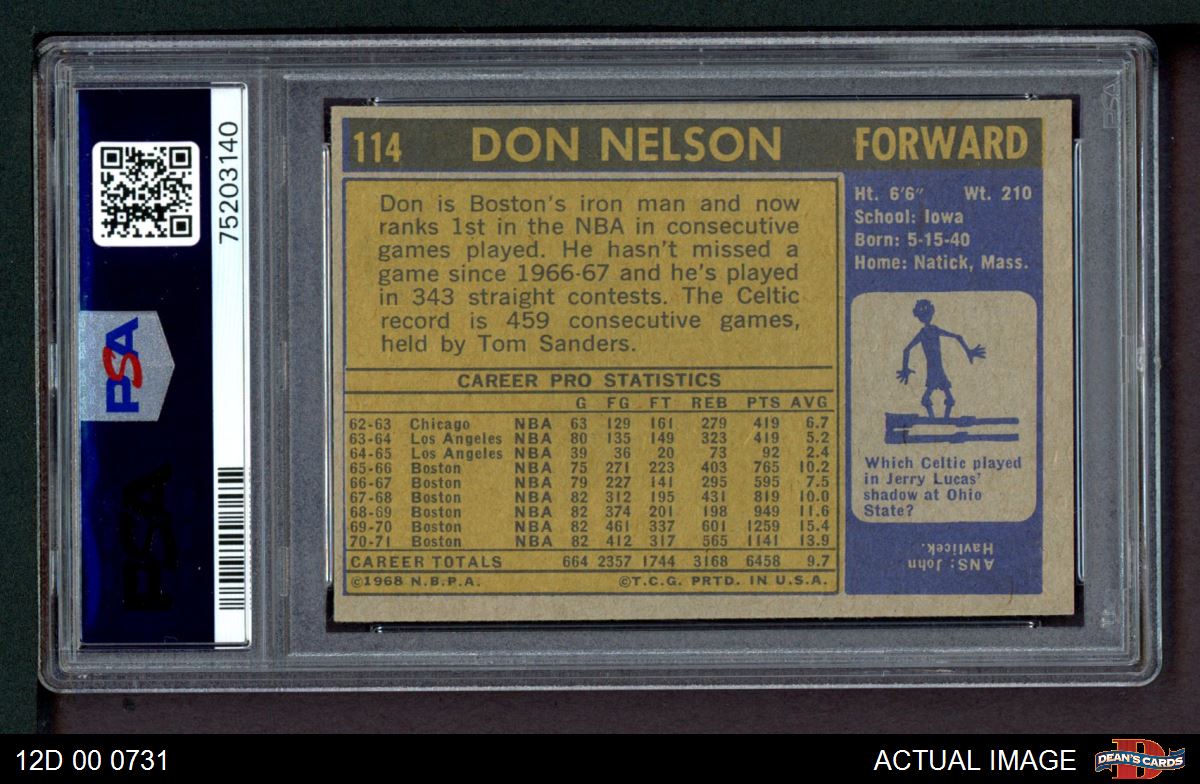 75203140
PSA
PSA
114 DON NELSON FORWARD
Don is Boston's iron man and now
ranks 1st in the NBA in consecutive
games played. He hasn't missed a
game since 1966-67 and he's played
in 343 straight contests. The Celtic
record is 459 consecutive games,
held by Tom Sanders.
CAREER PRO STATISTICS
G FG FT REB PTS AVG
62-63 Chicago NBA 63 129 161 279 419 6.7
63-64 Los Angeles NBA 80 135 149 323 419 5.2
64-65 Los Angeles NBA 39 36 20 73 92 2.4
65-66 Boston NBA 75 271 223 403 765 10.2
66-67 Boston NBA 79 227 141 295 595 7.5
67-68 Boston NBA 82 312 195 431 819 10.0
68-69 Boston NBA 82 374 201 198 949 11.6
69-70 Boston NBA 82 461 337 601 1259 15.4
70-71 Boston NBA 82 412 317 565 1141 13.9
CAREER TOTALS 664 2357 1744 3168 6458 9.7
©1968 N.B.P.A. ©T.C.G. PRTD. IN U.S.A.
Ht. 6'6" Wt. 210
School: Iowa
Born: 5-15-40
Home: Natick, Mass.
Which Celtic played
in Jerry Lucas'
shadow at Ohio
State?
ANS: John
Havlicek.
PSA
12D 00 0731
ACTUAL IMAGE
D
DEAN'S CARDS